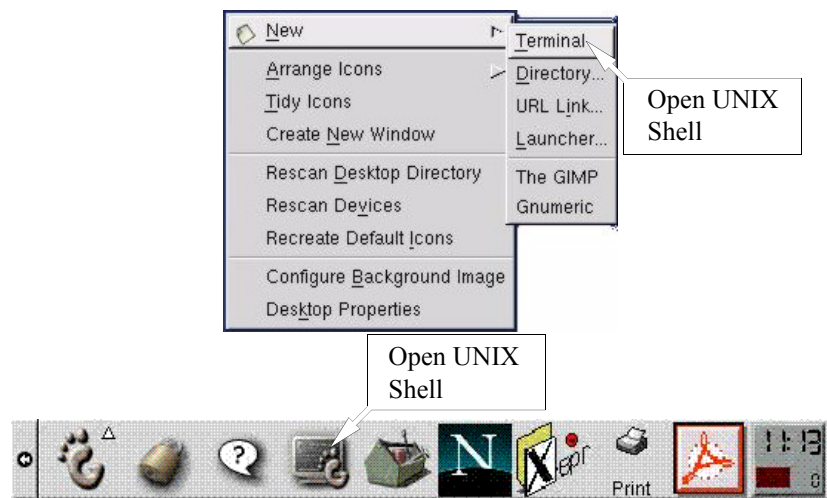 New
Terminal
Arrange Icons
Directory...
Tidy Icons
URL Link...
Create New Window
Launcher...
Open UNIX
Shell
Rescan Desktop Directory
The GIMP
Rescan Devices
Gnumeric
Recreate Default Icons
Configure Background Image
Desktop Properties
Open UNIX
Shell
?
N
Xepr
Print
11:13
0